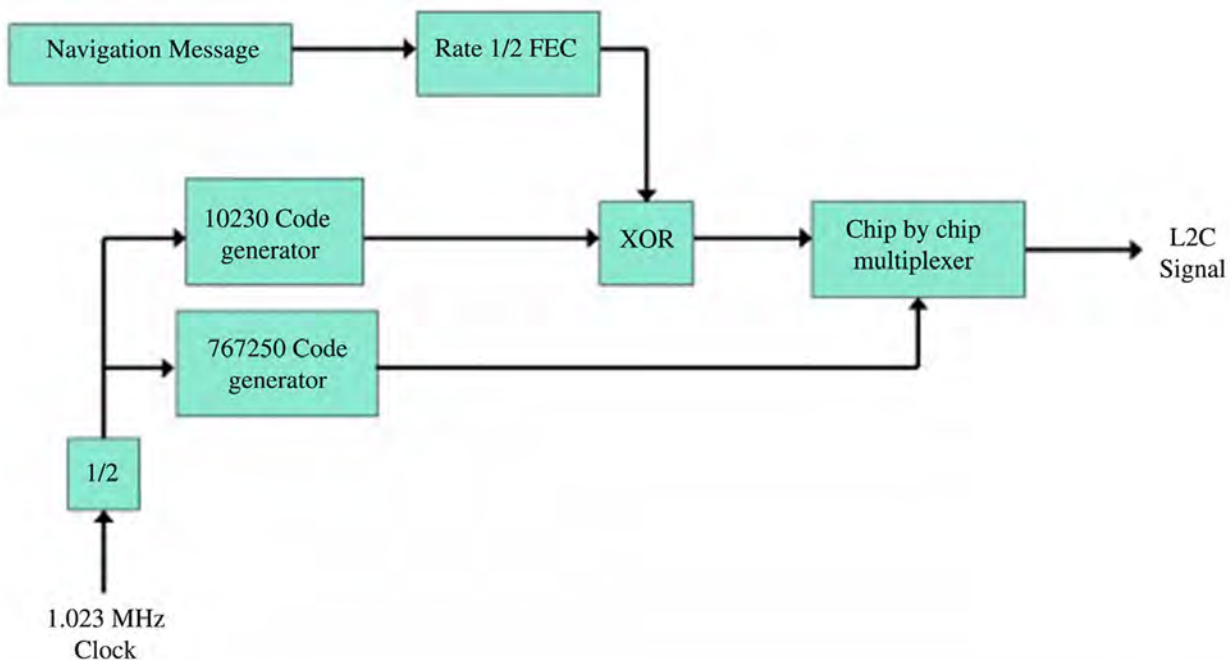 Navigation Message
Rate 1/2 FEC
10230 Code
generator
XOR
Chip by chip
multiplexer
L2C
Signal
767250 Code
generator
1/2
1.023 MHz
Clock